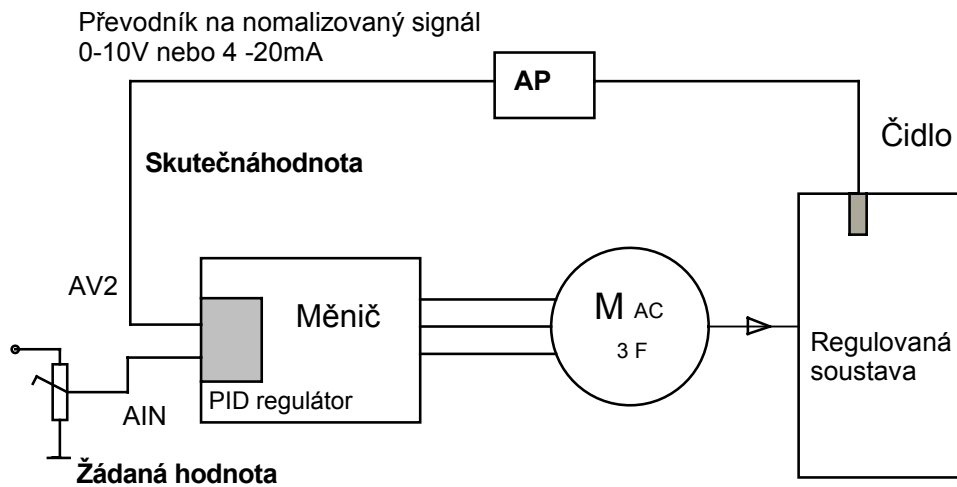 Převodník na nomalizovaný signál
0-10V nebo 4 -20mA
AP
Čidlo
Skutečnáhodnota
AV2
Měnič
M AC
3 F
Regulovaná
soustava
PID regulátor
AIN
Žádaná hodnota